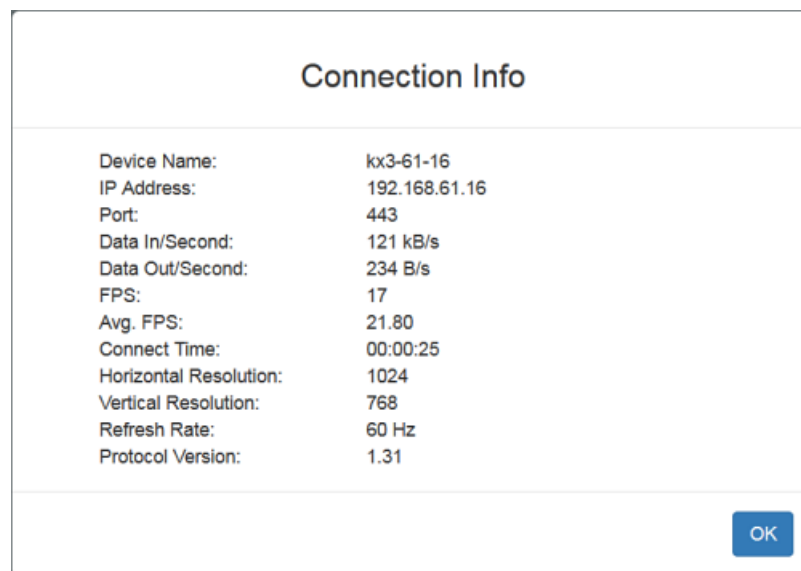 Connection Info
Device Name: kx3-61-16
IP Address: 192.168.61.16
Port: 443
Data In/Second: 121 kB/s
Data Out/Second: 234 B/s
FPS: 17
Avg. FPS: 21.80
Connect Time: 00:00:25
Horizontal Resolution: 1024
Vertical Resolution: 768
Refresh Rate: 60 Hz
Protocol Version: 1.31
OK